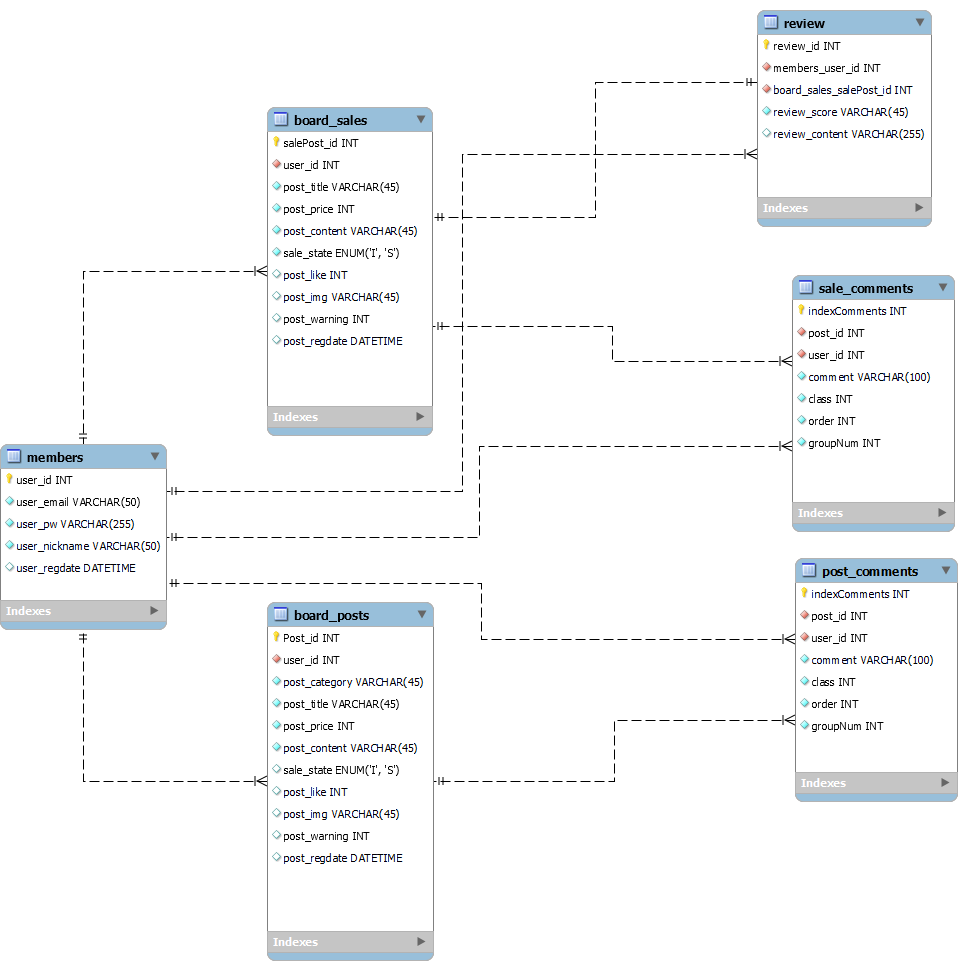 review
review_id INT
members_user_id INT
board_sales_salePost_id INT
review_score VARCHAR(45)
review_content VARCHAR(255)
Indexes
board_sales
salePost_id INT
user_id INT
post_title VARCHAR(45)
post_price INT
post_content VARCHAR(45)
sale_state ENUM('I', 'S')
post_like INT
post_img VARCHAR(45)
post_warning INT
post_regdate DATETIME
Indexes
sale_comments
indexComments INT
post_id INT
user_id INT
comment VARCHAR(100)
class INT
order INT
groupNum INT
Indexes
members
user_id INT
user_email VARCHAR(50)
user_pw VARCHAR(255)
user_nickname VARCHAR(50)
user_regdate DATETIME
Indexes
post_comments
indexComments INT
post_id INT
user_id INT
comment VARCHAR(100)
class INT
order INT
groupNum INT
Indexes
board_posts
Post_id INT
user_id INT
post_category VARCHAR(45)
post_title VARCHAR(45)
post_price INT
post_content VARCHAR(45)
sale_state ENUM('I', 'S')
post_like INT
post_img VARCHAR(45)
post_warning INT
post_regdate DATETIME
Indexes